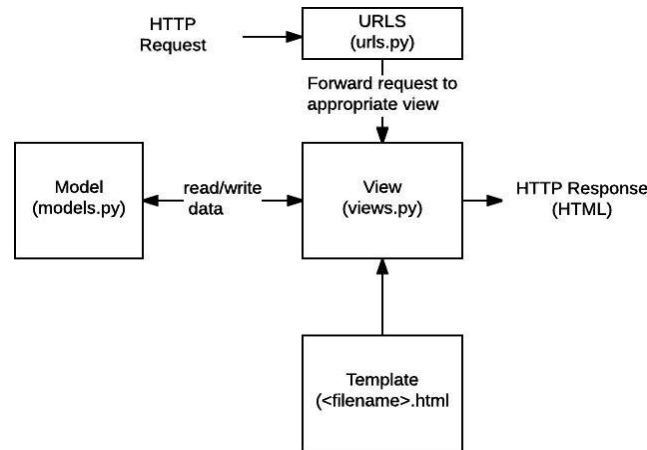 HTTP
Request
URLS
(urls.py)
Forward request to
appropriate view
Model
(models.py)
read/write
data
View
(views.py)
HTTP Response
(HTML)
Template
(<filename>.html